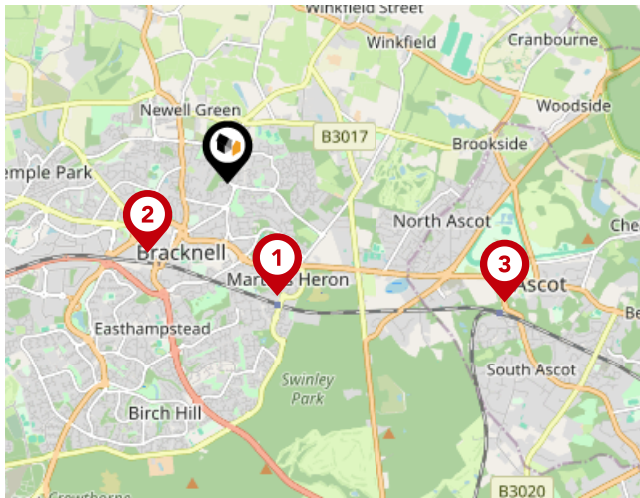 Winkfield Street
Winkfield
Cranbourne
Newell Green
B3017
Woodside
Brookside
emple Park
2
North Ascot
Che
Bracknell
1
3
Mart s Heron
Ascot
Be
Easthampstead
South Ascot
Swinley
Park
Birch Hill
B3020
Crowthorne